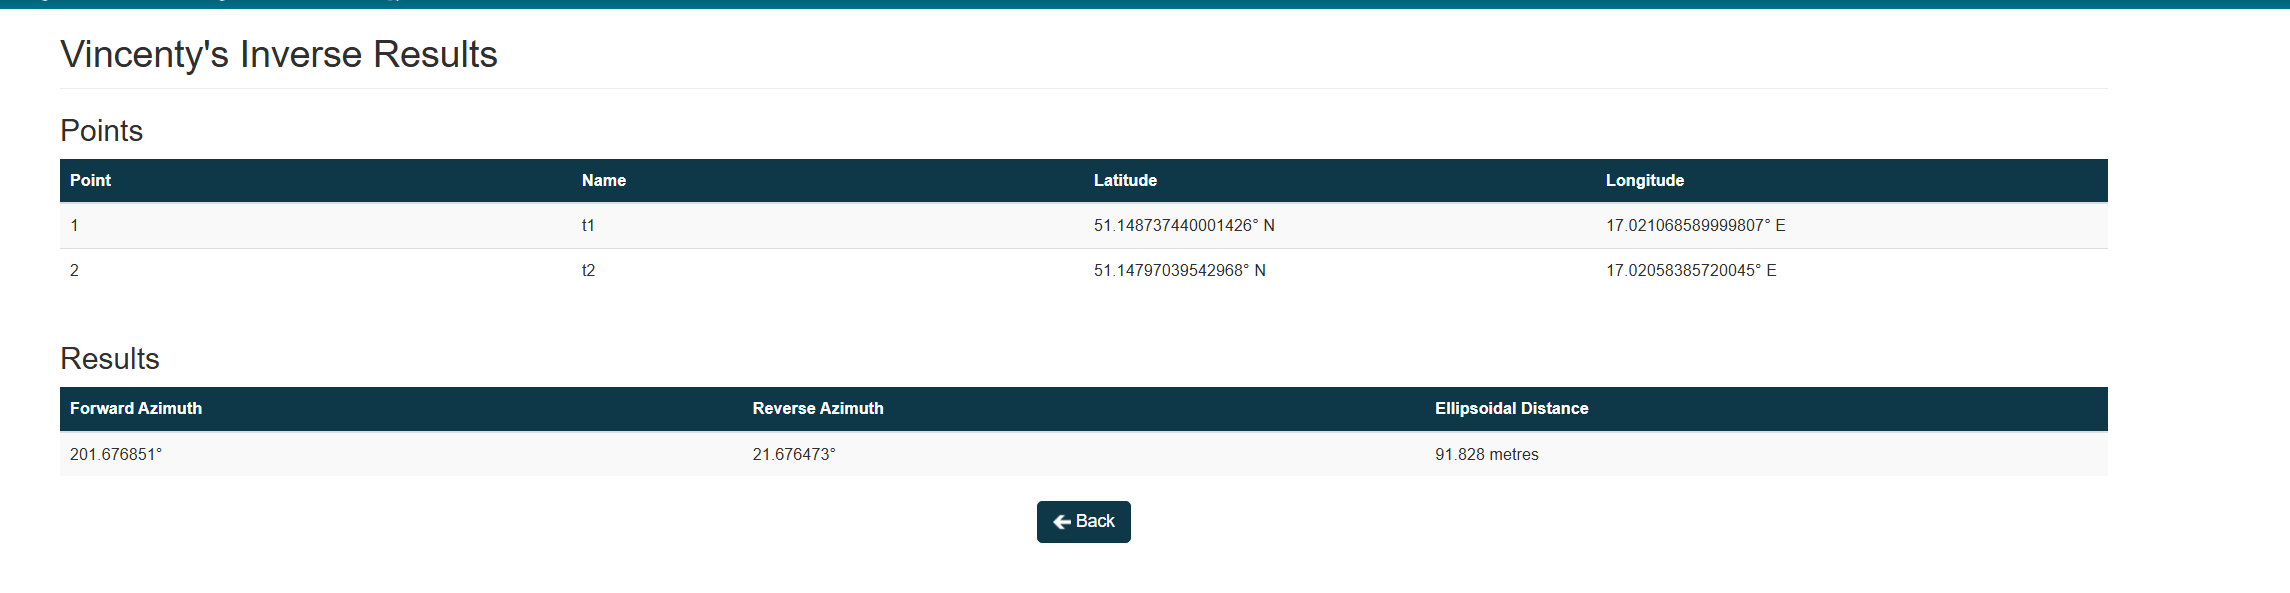 Vincenty's Inverse Results
Points
Point Name Latitude Longitude
1 t1 51.148737440001426° N 17.021068589999807° E
2 t2 51.14797039542968° N 17.02058385720045° E
Results
Forward Azimuth Reverse Azimuth Ellipsoidal Distance
201.676851° 21.676473° 91.828 metres
Back